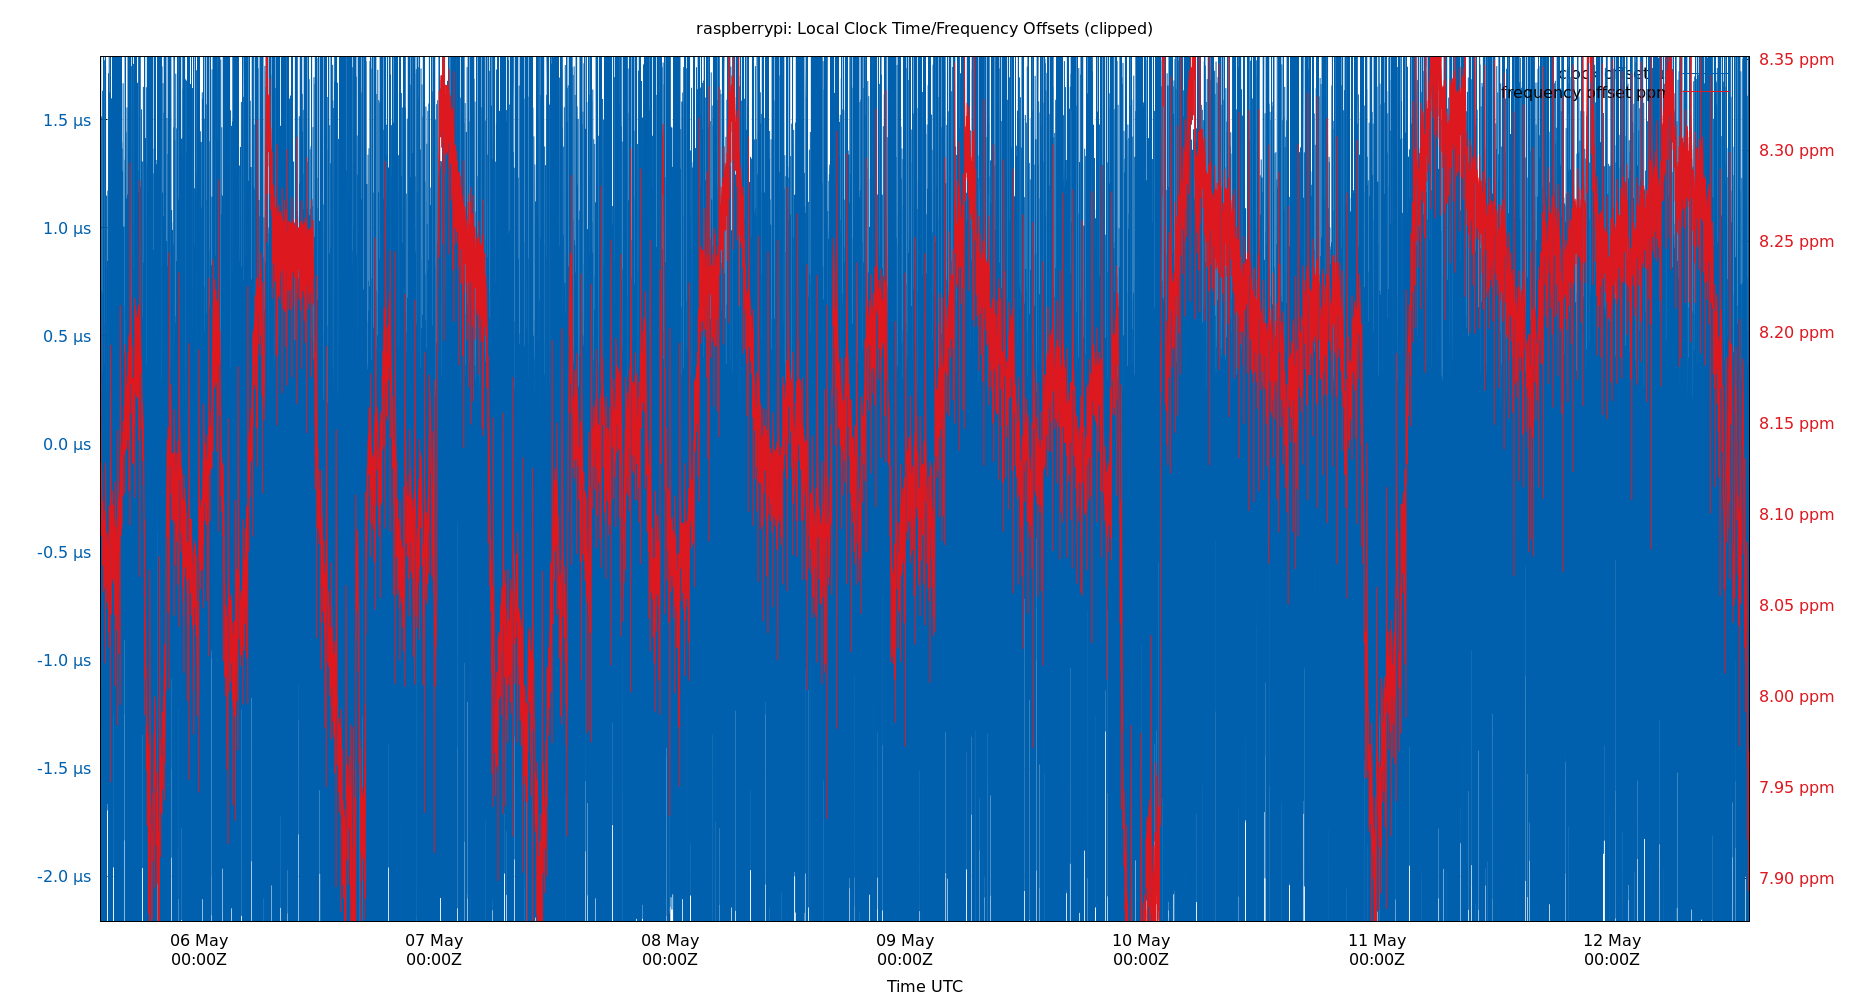 raspberrypi: Local Clock Time/Frequency Offsets (clipped)
clock offset
frequency offset ppm
1.5 µs
1.0 µs
0.5 µs
0.0 µs
-0.5 µs
-1.0 µs
-1.5 µs
-2.0 µs
8.35 ppm
8.30 ppm
8.25 ppm
8.20 ppm
8.15 ppm
8.10 ppm
8.05 ppm
8.00 ppm
7.95 ppm
7.90 ppm
06 May 07 May 08 May 09 May 10 May 11 May 12 May
00:00Z 00:00Z 00:00Z 00:00Z 00:00Z 00:00Z 00:00Z
Time UTC